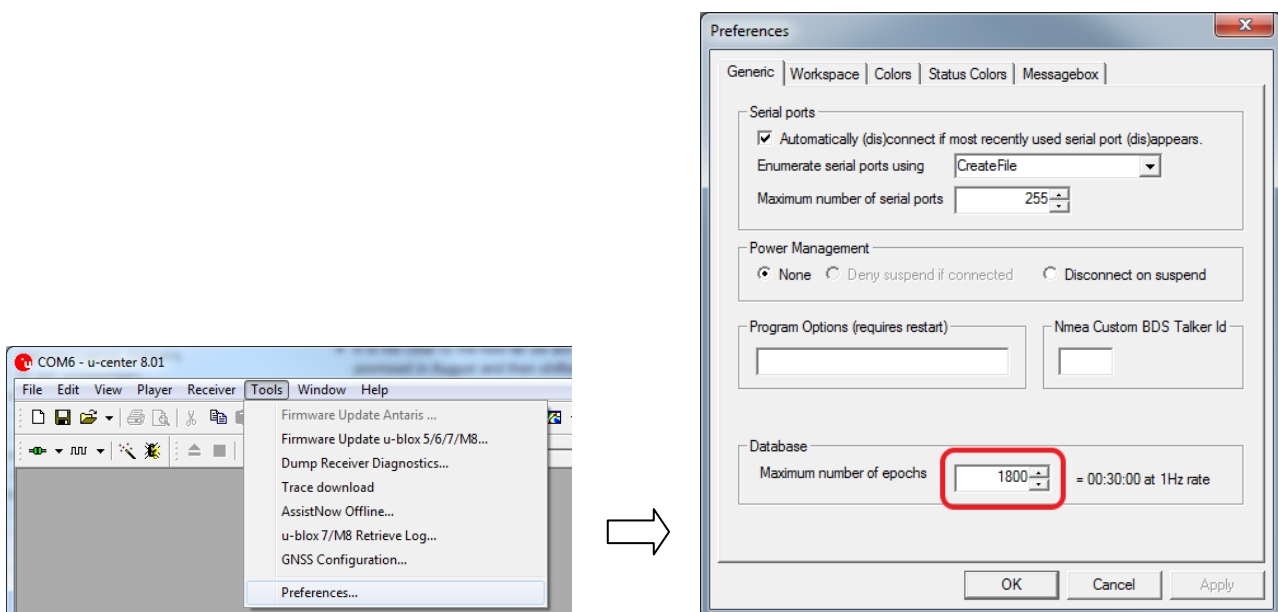 COM6 - u-center 8.01
File Edit View Player Receiver Tools Window Help
Firmware Update Antaris ...
Firmware Update u-blox 5/6/7/M8...
Dump Receiver Diagnostics...
Trace download
AssistNow Offline...
u-blox 7/M8 Retrieve Log...
GNSS Configuration...
Preferences...
Preferences
Generic Workspace Colors Status Colors Messagebox
Serial ports
Automatically (dis)connect if most recently used serial port (dis)appears.
Enumerate serial ports using CreateFile
Maximum number of serial ports 255
Power Management
None Deny suspend if connected Disconnect on suspend
Program Options (requires restart) Nmea Custom BDS Talker Id
Database
Maximum number of epochs 1800 = 00:30:00 at 1Hz rate
OK Cancel Apply